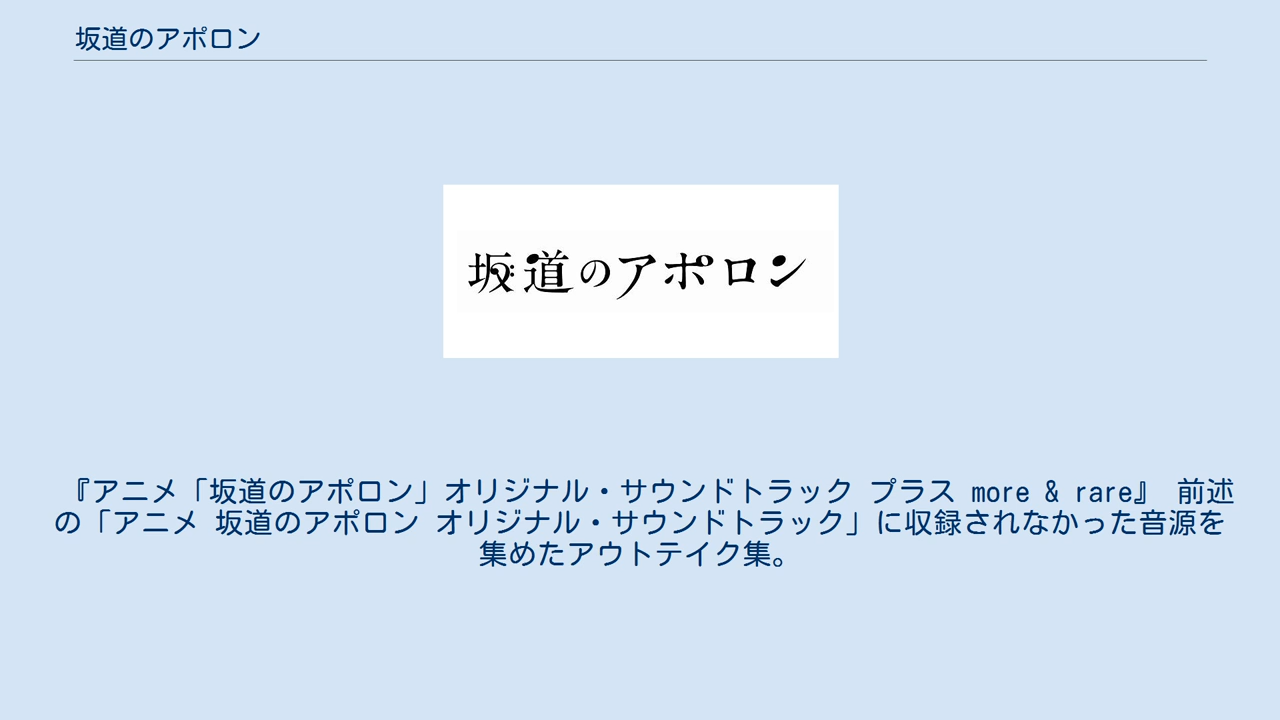 坂道のアポロン
坂道のアポロン
『アニメ「坂道のアポロン」オリジナル・サウンドトラック プラス more & rare』 前述
の「アニメ 坂道のアポロン オリジナル・サウンドトラック」に収録されなかった音源を
集めたアウトテイク集。